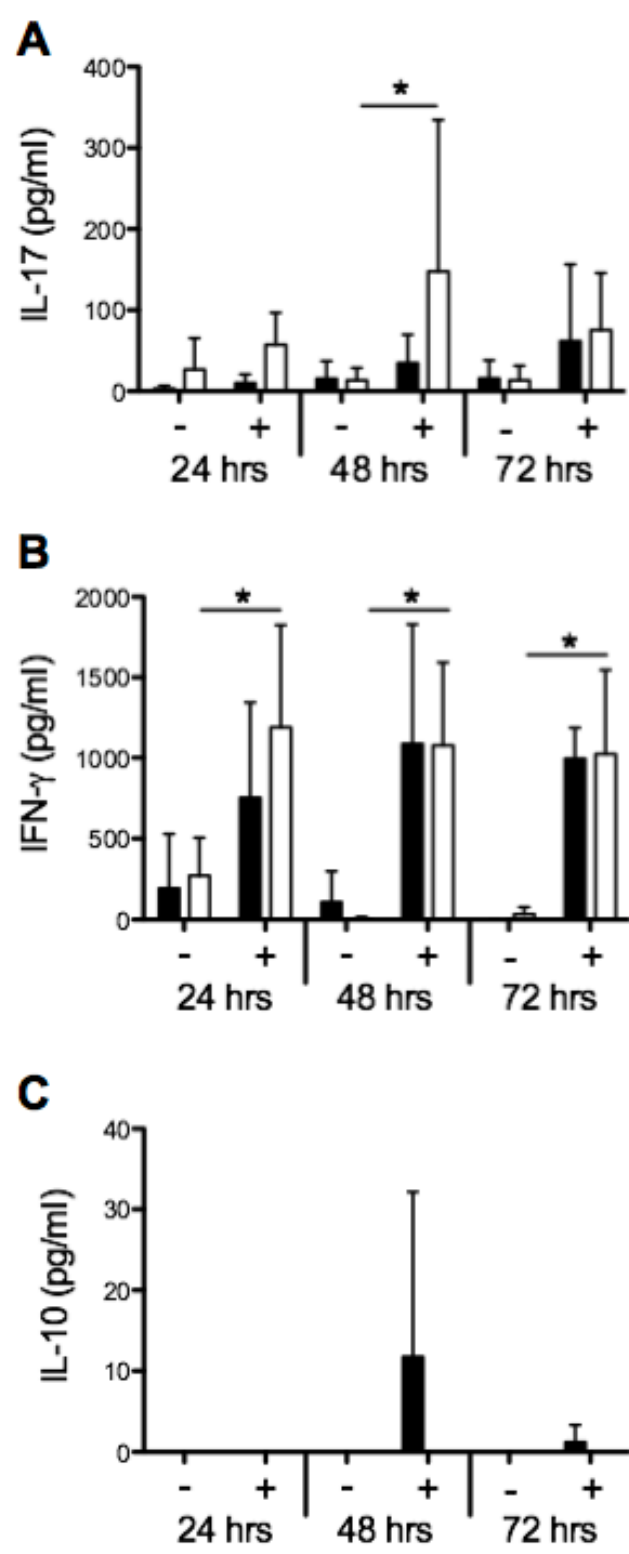 A
IL-17 (pg/ml)
400
300
200
100
0
*
- + - + - +
24 hrs 48 hrs 72 hrs
B
IFN-γ (pg/ml)
2000
1500
1000
500
0
* * *
- + - + - +
24 hrs 48 hrs 72 hrs
C
IL-10 (pg/ml)
40
30
20
10
0
- + - + - +
24 hrs 48 hrs 72 hrs